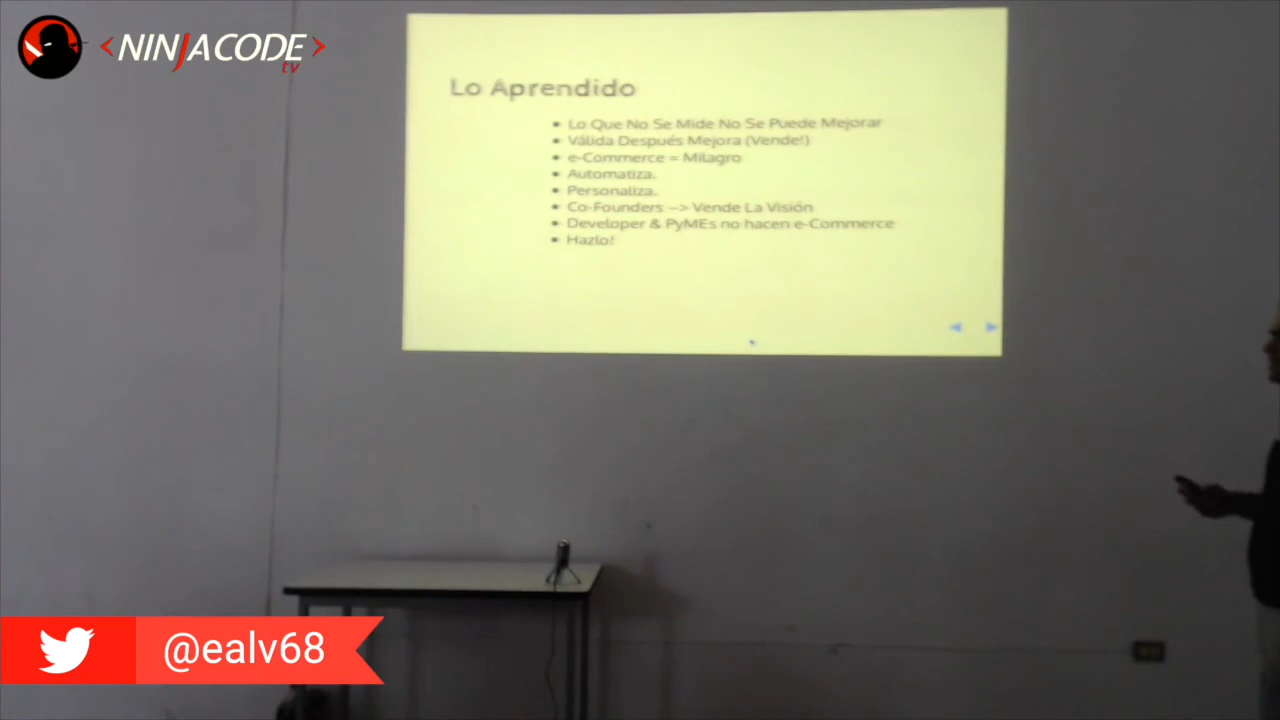 <NINJACODE>
tv
Lo Aprendido
• Lo Que No Se Mide No Se Puede Mejorar
• Válida Después Mejora (Vende!)
• e-Commerce = Milagro
• Automatiza.
• Personaliza.
• Co-Founders --> Vende La Visión
• Developer & PyMEs no hacen e-Commerce
• Hazlo!
@ealv68